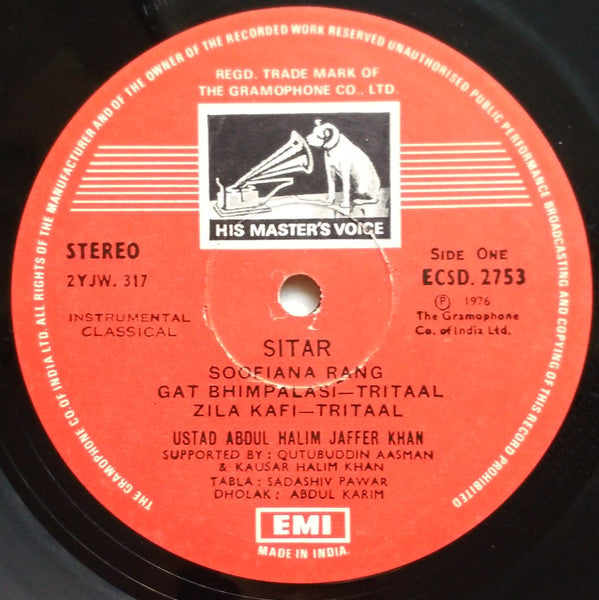 THE GRAMOPHONE CO. OF INDIA LTD. ALL RIGHTS OF THE MANUFACTURER AND OF THE OWNER OF THE RECORDED WORK RESERVED UNAUTHORISED PUBLIC PERFORMANCE BROADCASTING AND COPYING OF THIS RECORD PROHIBITED
REGD. TRADE MARK OF
THE GRAMOPHONE CO., LTD.
HIS MASTER'S VOICE
STEREO
2YJW. 317
INSTRUMENTAL
CLASSICAL
SIDE ONE
ECSD. 2753
Ⓟ 1976
The Gramophone
Co. of India Ltd.
SITAR
SOOFIANA RANG
GAT BHIMPALASI—TRITAAL
ZILA KAFI—TRITAAL
USTAD ABDUL HALIM JAFFER KHAN
SUPPORTED BY: QUTUBUDDIN AASMAN
& KAUSAR HALIM KHAN
TABLA: SADASHIV PAWAR
DHOLAK; ABDUL KARIM
EMI
MADE IN INDIA.